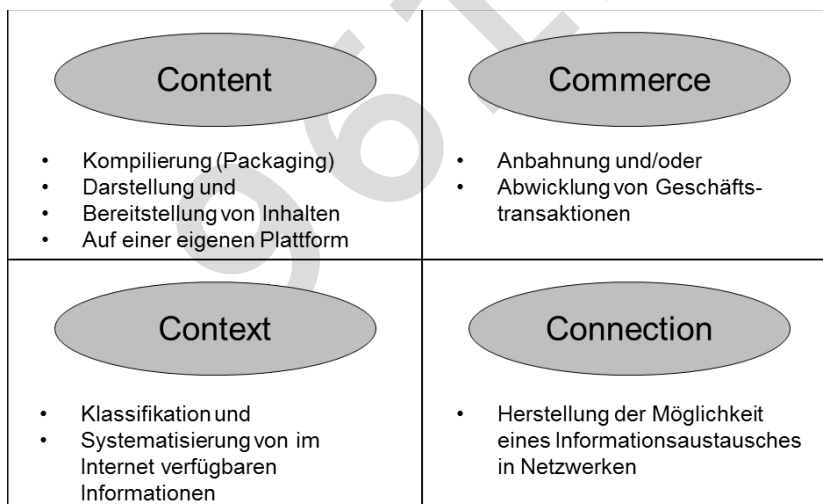 Content
• Kompilierung (Packaging)
• Darstellung und
• Bereitstellung von Inhalten
• Auf einer eigenen Plattform
Commerce
• Anbahnung und/oder
• Abwicklung von Geschäfts-
transaktionen
Context
• Klassifikation und
• Systematisierung von im
Internet verfügbaren
Informationen
Connection
• Herstellung der Möglichkeit
eines Informationsaustausches
in Netzwerken